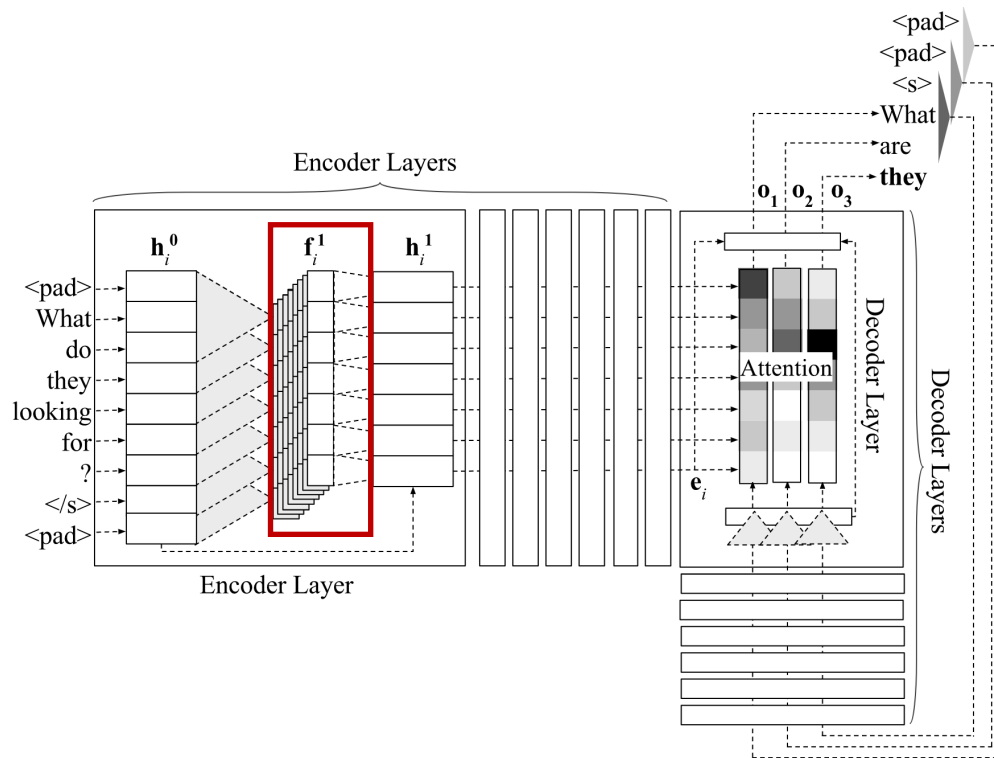 <pad>
<pad>
<s>
What
are
they
Encoder Layers
o₁ o₂ o₃
hᵢ⁰ fᵢ¹ hᵢ¹
<pad>
What
do
they
looking
for
?
</s>
<pad>
Encoder Layer
Attention
eᵢ
Decoder Layer
Decoder Layers